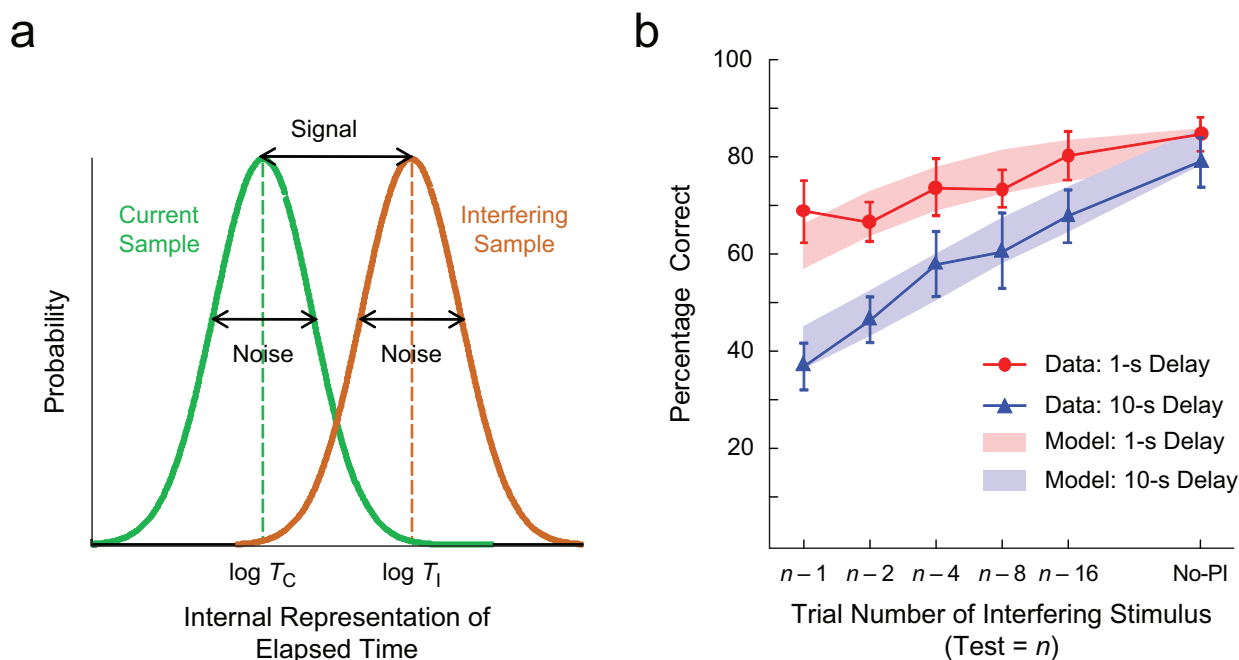 a
Signal
Current
Sample
Interfering
Sample
Noise
Noise
Probability
log T_C
log T_I
Internal Representation of
Elapsed Time
b
100
80
60
40
20
Percentage Correct
Data: 1-s Delay
Data: 10-s Delay
Model: 1-s Delay
Model: 10-s Delay
n – 1 n – 2 n – 4 n – 8 n – 16 No-PI
Trial Number of Interfering Stimulus
(Test = n)